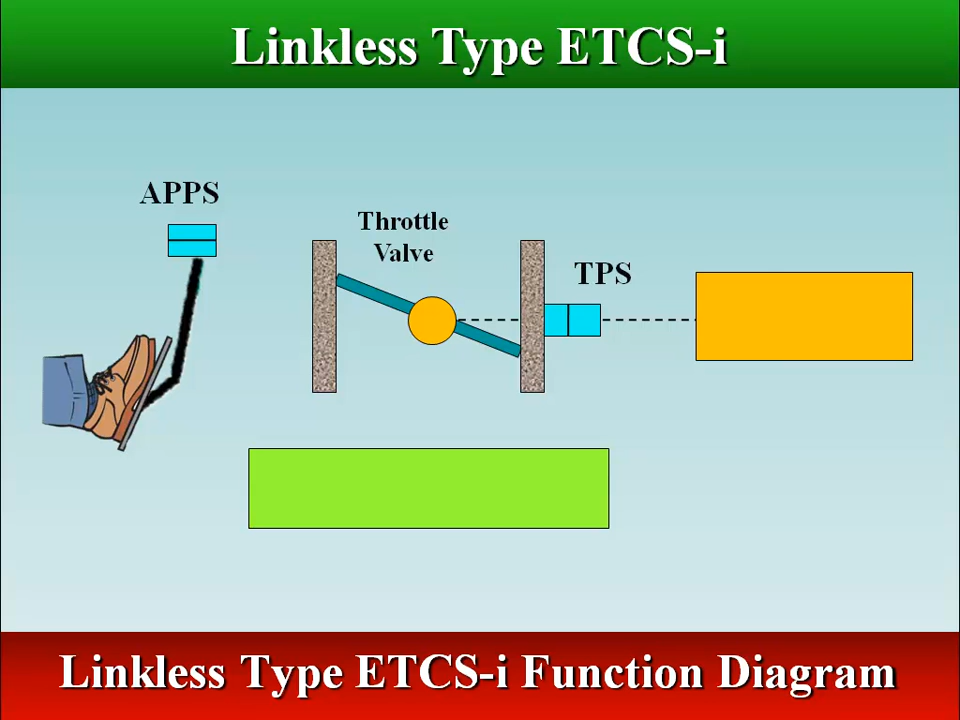 Linkless Type ETCS-i
APPS
Throttle
Valve
TPS
Linkless Type ETCS-i Function Diagram